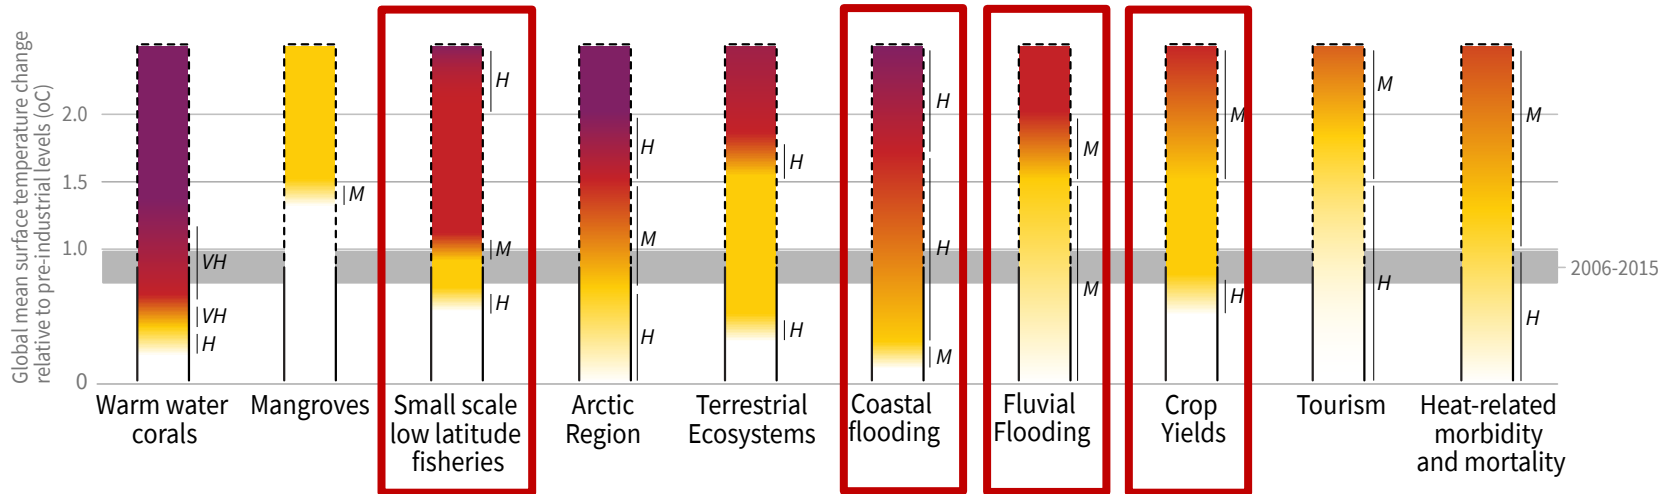 Global mean surface temperature change
relative to pre-industrial levels (oC)
2.0
1.5
1.0
0
VH
VH
H
M
H
M
H
H
M
H
H
H
H
H
M
M
M
M
H
M
H
M
H
2006-2015
Warm water
corals
Mangroves
Small scale
low latitude
fisheries
Arctic
Region
Terrestrial
Ecosystems
Coastal
flooding
Fluvial
Flooding
Crop
Yields
Tourism
Heat-related
morbidity
and mortality